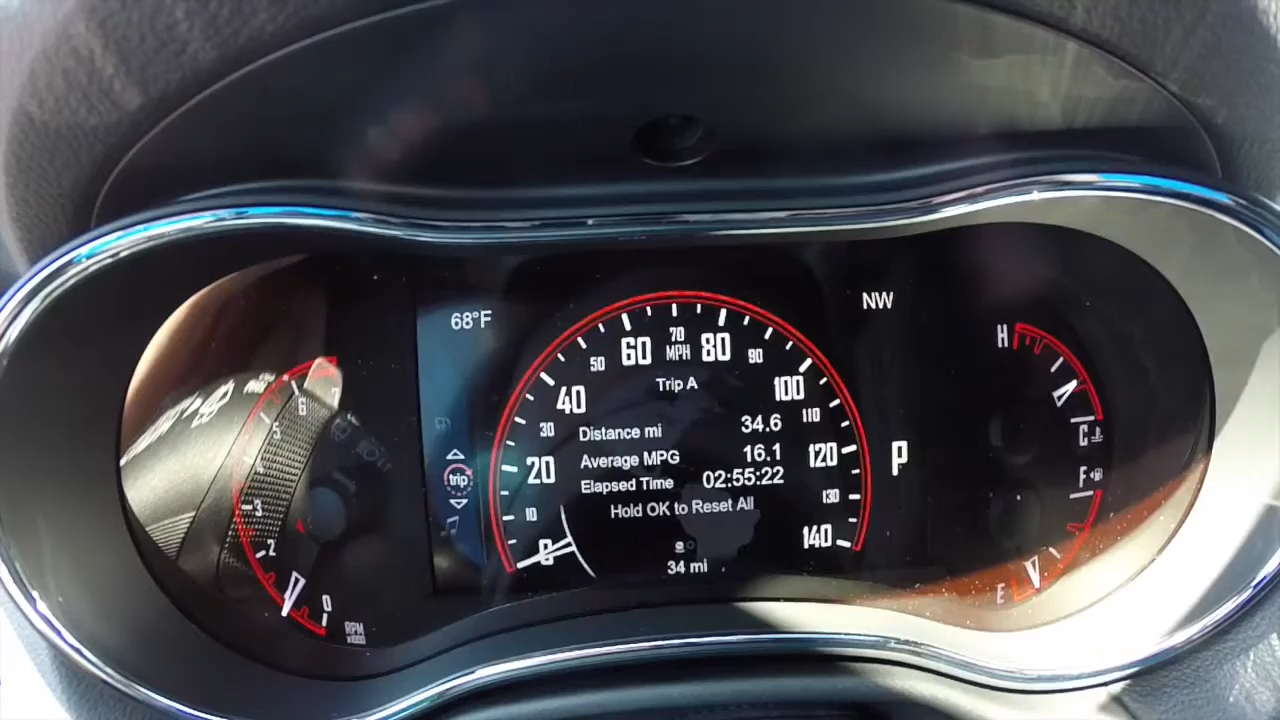 68°F
NW
trip
10
20
30
40
50
60
70
MPH
80
90
100
110
120
130
140
Trip A
Distance mi 34.6
Average MPG 16.1
Elapsed Time 02:55:22
Hold OK to Reset All
34 mi
P
7
6
5
3
2
0
RPM
H
C
F
E